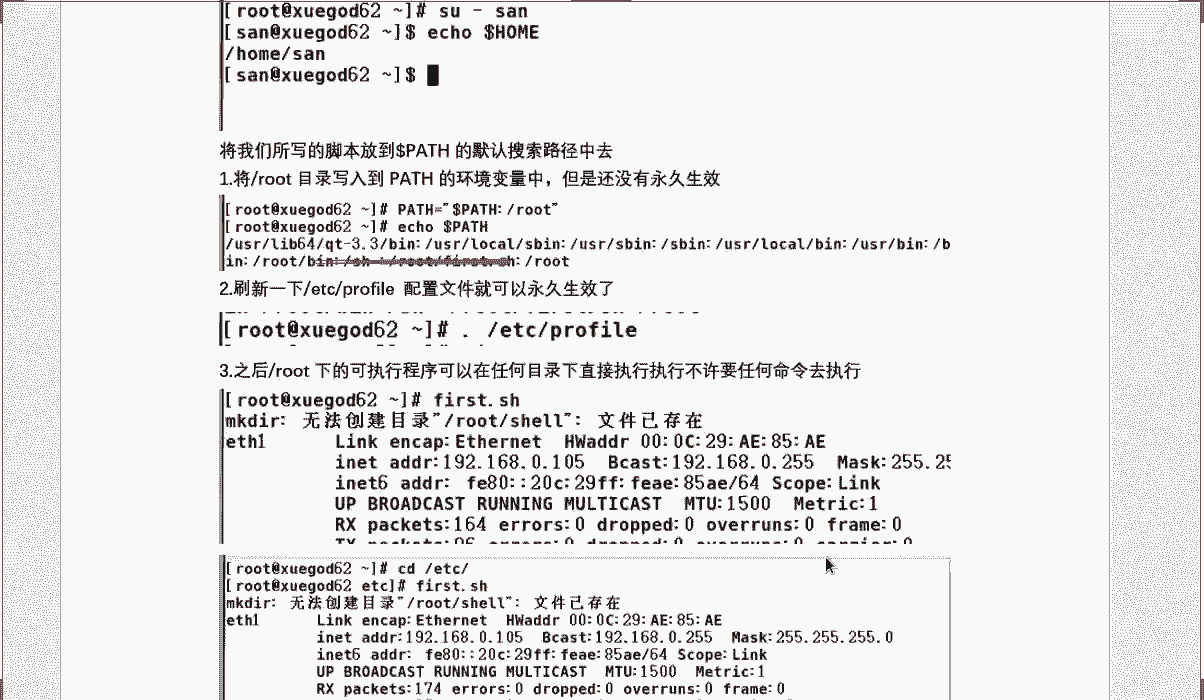 [root@xuegod62 ~]# su - san
[san@xuegod62 ~]$ echo $HOME
/home/san
[san@xuegod62 ~]$
将我们所写的脚本放到$PATH 的默认搜索路径中去
1.将/root 目录写入到 PATH 的环境变量中，但是还没有永久生效
[root@xuegod62 ~]# PATH="$PATH:/root"
[root@xuegod62 ~]# echo $PATH
/usr/lib64/qt-3.3/bin:/usr/local/sbin:/usr/sbin:/sbin:/usr/local/bin:/usr/bin:/b
in:/root/bin:/sh :/root/first.sh:/root
2.刷新一下/etc/profile 配置文件就可以永久生效了
[root@xuegod62 ~]# . /etc/profile
3.之后/root 下的可执行程序可以在任何目录下直接执行执行不许要任何命令去执行
[root@xuegod62 ~]# first.sh
mkdir: 无法创建目录"/root/shell": 文件已存在
eth1 Link encap:Ethernet HWaddr 00:0C:29:AE:85:AE
inet addr:192.168.0.105 Bcast:192.168.0.255 Mask:255.25
inet6 addr: fe80::20c:29ff:feae:85ae/64 Scope:Link
UP BROADCAST RUNNING MULTICAST MTU:1500 Metric:1
RX packets:164 errors:0 dropped:0 overruns:0 frame:0
[root@xuegod62 ~]# cd /etc/
[root@xuegod62 etc]# first.sh
mkdir: 无法创建目录"/root/shell": 文件已存在
eth1 Link encap:Ethernet HWaddr 00:0C:29:AE:85:AE
inet addr:192.168.0.105 Bcast:192.168.0.255 Mask:255.255.255.0
inet6 addr: fe80::20c:29ff:feae:85ae/64 Scope:Link
UP BROADCAST RUNNING MULTICAST MTU:1500 Metric:1
RX packets:174 errors:0 dropped:0 overruns:0 frame:0